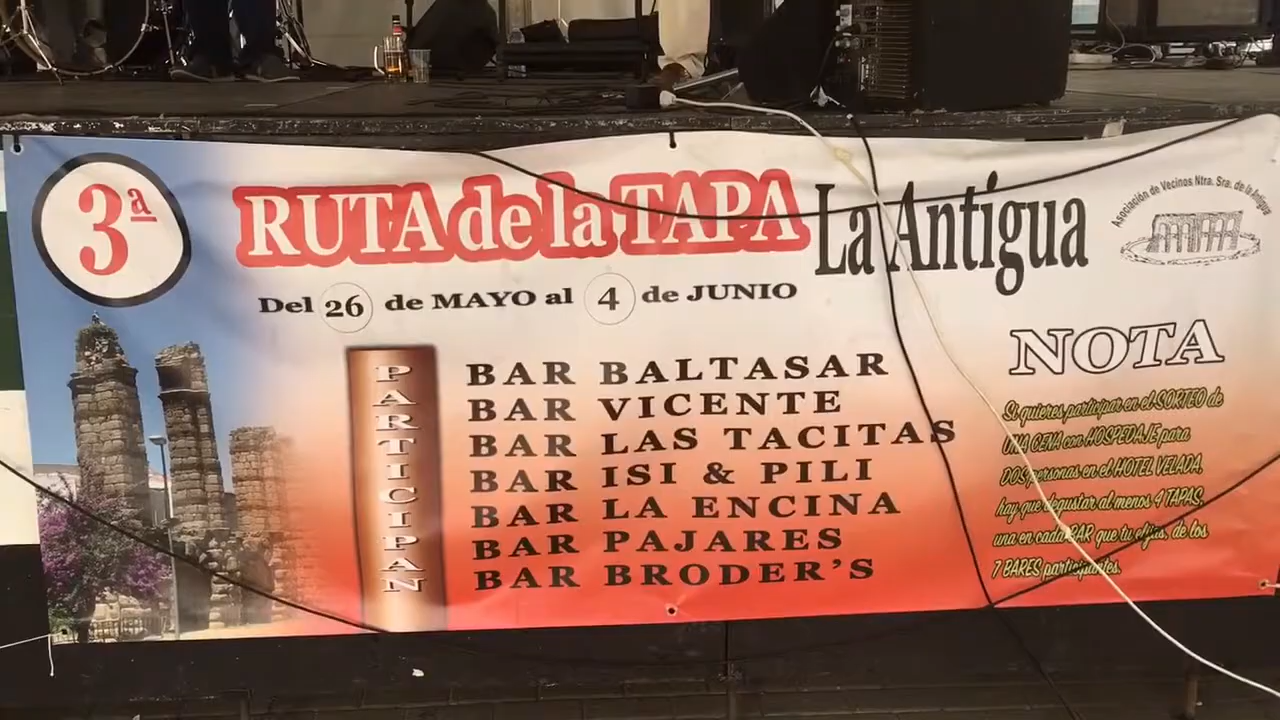 3ª
RUTA de la TAPA La Antigua
Asociación de Vecinos Ntra. Sra. de la Antigua
Del 26 de MAYO al 4 de JUNIO
PARTICIPAN
BAR BALTASAR
BAR VICENTE
BAR LAS TACITAS
BAR ISI & PILI
BAR LA ENCINA
BAR PAJARES
BAR BRODER'S
NOTA
Si quieres participar en el SORTEO de
UNA CENA con HOSPEDAJE para
DOS personas en el HOTEL VELADA,
hay que degustar al menos 4 TAPAS,
una en cada BAR que tu elijas, de los
7 BARES participantes.